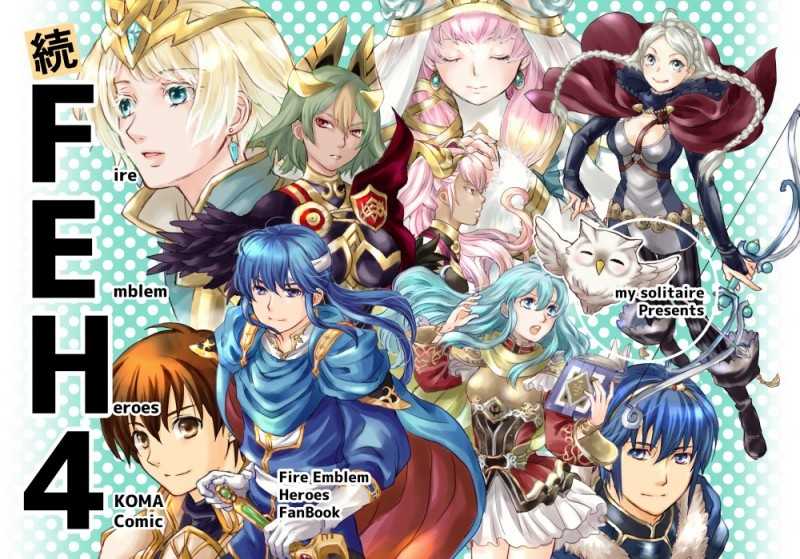 続
Fire
Emblem
Heroes
4 KOMA
Comic
Fire Emblem
Heroes
FanBook
my solitaire
Presents